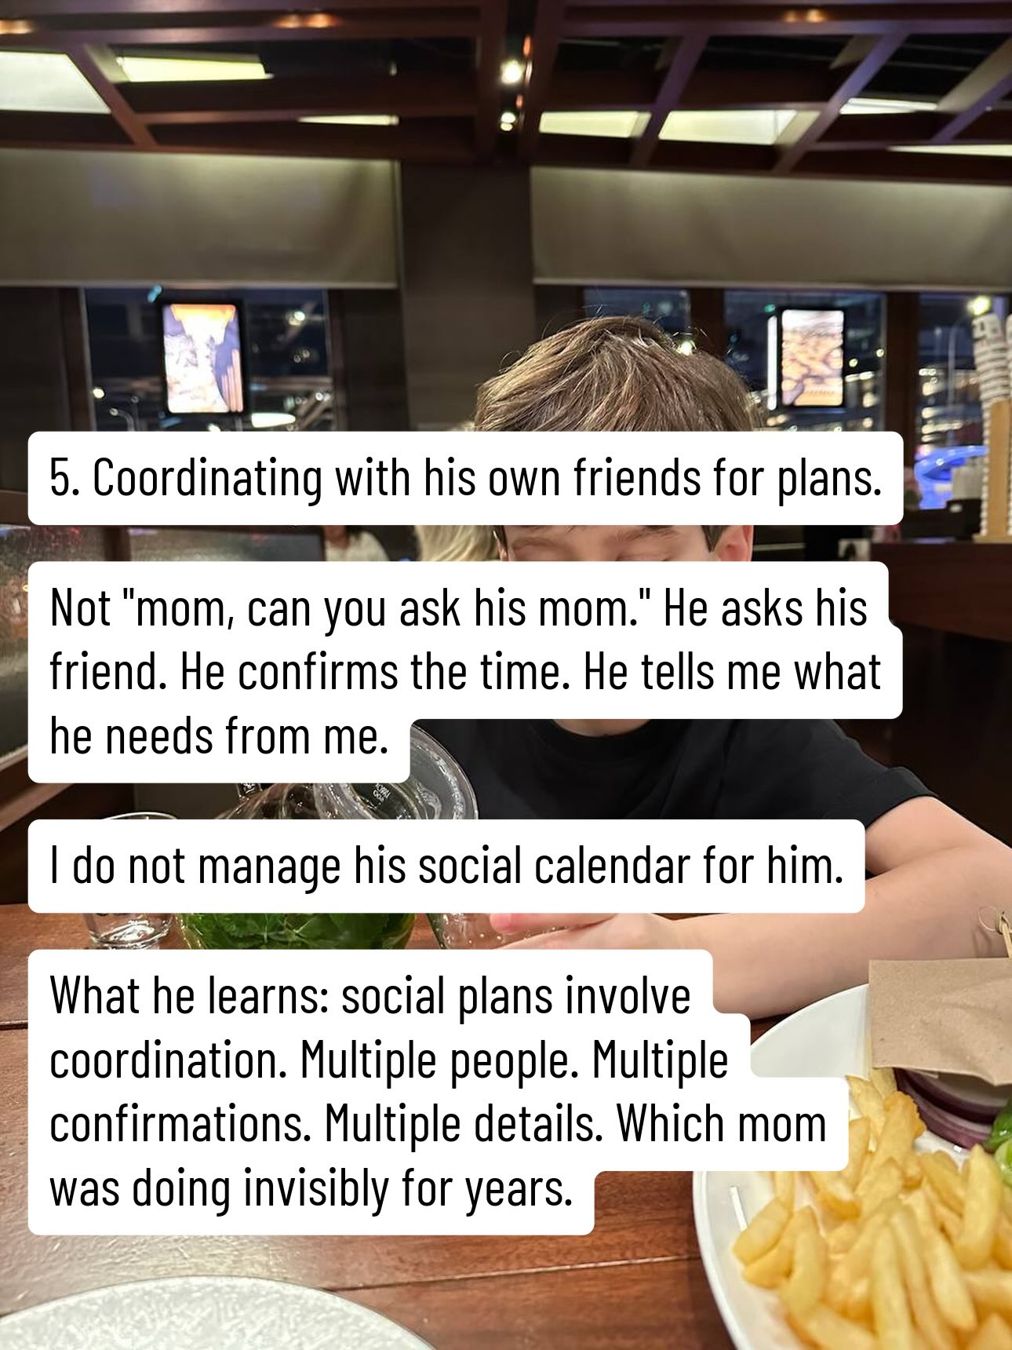 5. Coordinating with his own friends for plans.
Not "mom, can you ask his mom." He asks his
friend. He confirms the time. He tells me what
he needs from me.
I do not manage his social calendar for him.
What he learns: social plans involve
coordination. Multiple people. Multiple
confirmations. Multiple details. Which mom
was doing invisibly for years.